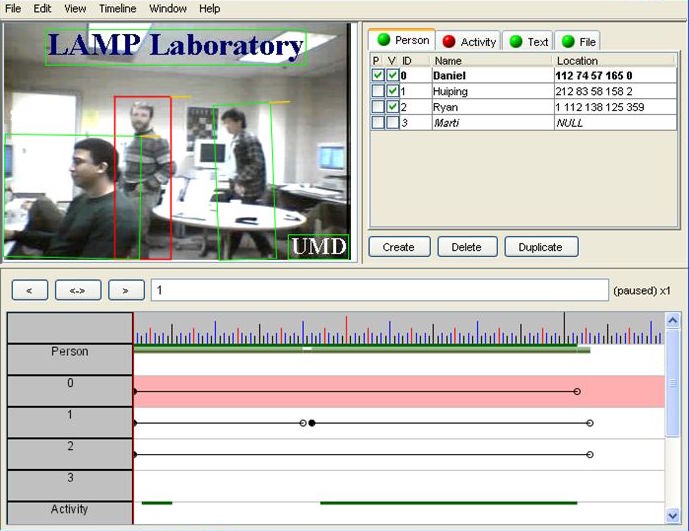 File Edit View Timeline Window Help
LAMP Laboratory
UMD
Person Activity Text File
P V ID Name Location
0 Daniel 112 74 57 165 0
1 Huiping 212 83 58 158 2
2 Ryan 1 112 138 125 359
3 Marti NULL
Create Delete Duplicate
< <-> > 1 (paused) x1
Person
0
1
2
3
Activity